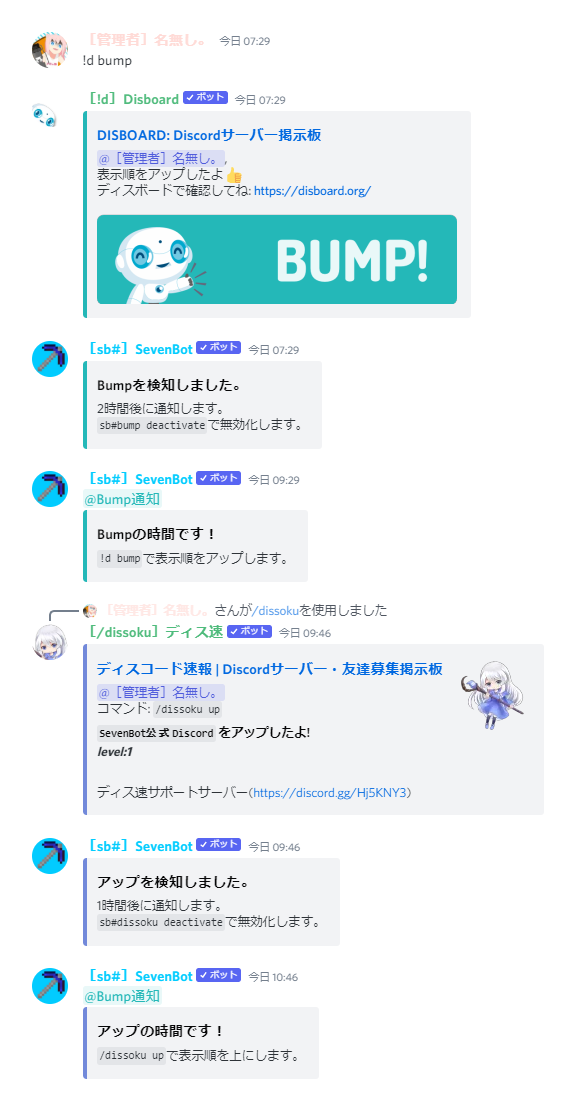 ［管理者］名無し。 今日 07:29
!d bump
［!d］Disboard ✓ボット 今日 07:29
DISBOARD: Discordサーバー掲示板
@［管理者］名無し。,
表示順をアップしたよ👍
ディスボードで確認してね: https://disboard.org/
BUMP!
［sb#］SevenBot ✓ボット 今日 07:29
Bumpを検知しました。
2時間後に通知します。
sb#bump deactivateで無効化します。
［sb#］SevenBot ✓ボット 今日 09:29
@Bump通知
Bumpの時間です！
!d bumpで表示順をアップします。
［管理者］名無し。さんが/dissokuを使用しました
［/dissoku］ディス速 ✓ボット 今日 09:46
ディスコード速報 | Discordサーバー・友達募集掲示板
@［管理者］名無し。
コマンド: /dissoku up
SevenBot公式Discord をアップしたよ!
level:1
ディス速サポートサーバー(https://discord.gg/Hj5KNY3)
［sb#］SevenBot ✓ボット 今日 09:46
アップを検知しました。
1時間後に通知します。
sb#dissoku deactivateで無効化します。
［sb#］SevenBot ✓ボット 今日 10:46
@Bump通知
アップの時間です！
/dissoku upで表示順を上にします。